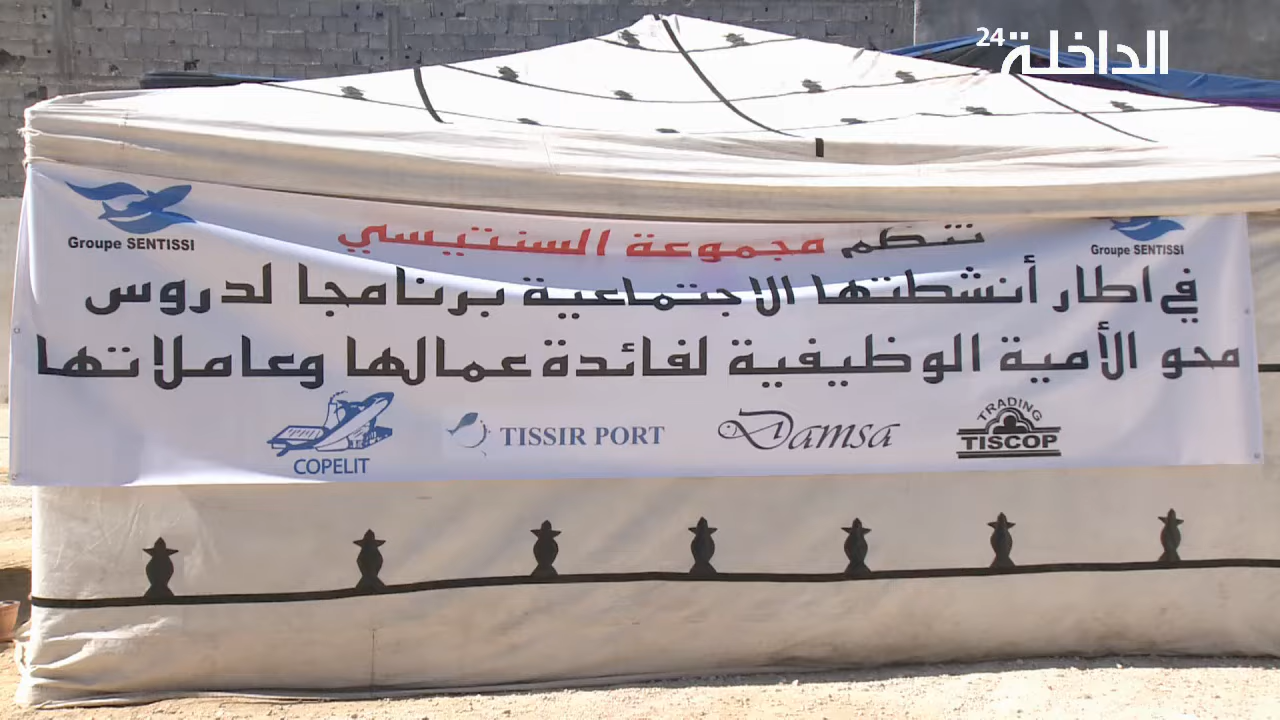 الداخلة 24
تنظم مجموعة السنتيسي
Groupe SENTISSI
Groupe SENTISSI
في اطار أنشطتها الاجتماعية برنامجا لدروس
محو الأمية الوظيفية لفائدة عمالها وعاملاتها
COPELIT
TISSIR PORT
Damsa
TRADING
TISCOP